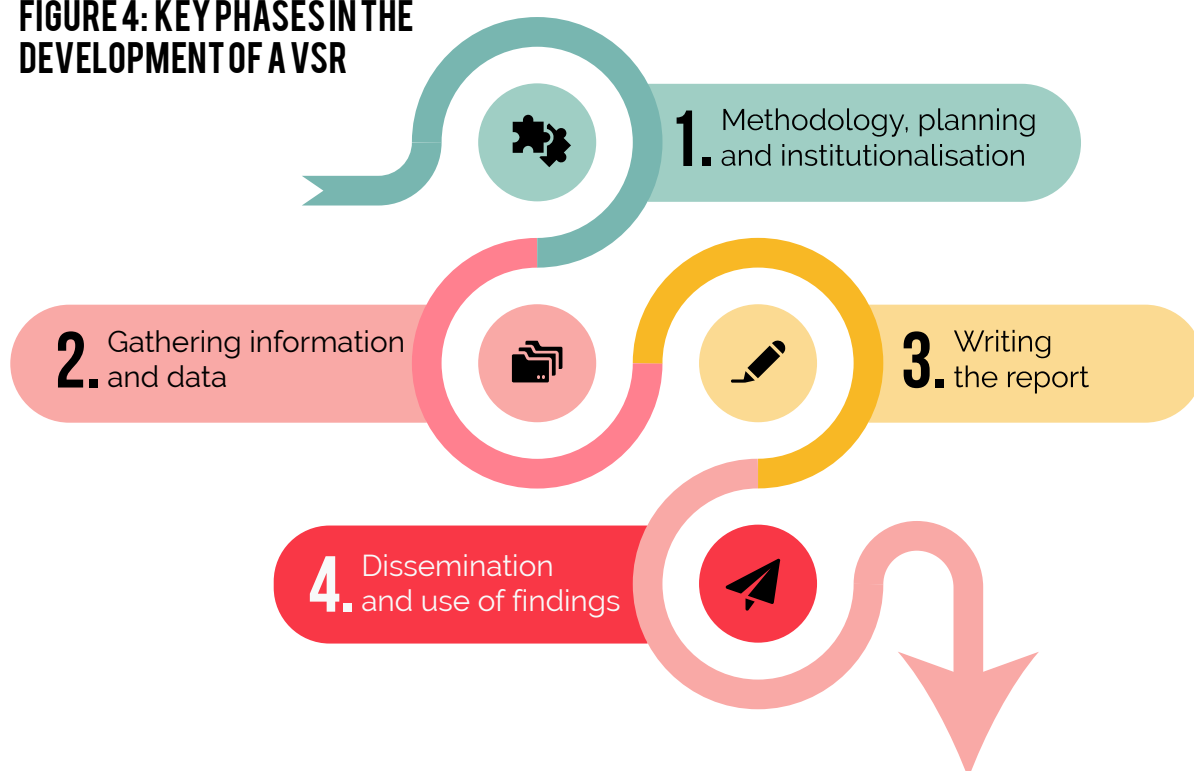 FIGURE 4: KEY PHASES IN THE
DEVELOPMENT OF A VSR
1. Methodology, planning
and institutionalisation
2. Gathering information
and data
3. Writing
the report
4. Dissemination
and use of findings